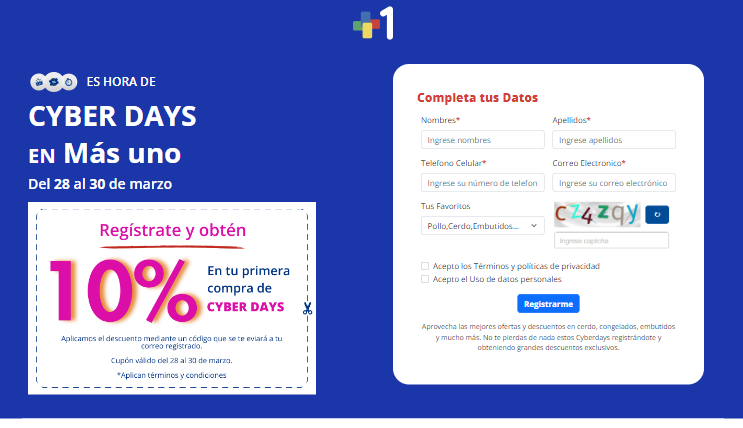 +1
ES HORA DE
CYBER DAYS
EN Más uno
Del 28 al 30 de marzo
Regístrate y obtén
10%
En tu primera
compra de
CYBER DAYS
Aplicamos el descuento mediante un código que se te eviará a tu
correo registrado.
Cupón válido del 28 al 30 de marzo.
*Aplican términos y condiciones
Completa tus Datos
Nombres* Apellidos*
Ingrese nombres Ingrese apellidos
Telefono Celular* Correo Electronico*
Ingrese su número de telefon Ingrese su correo electrónico
Tus Favoritos
cz4zqy
Pollo,Cerdo,Embutidos...
Ingrese captcha
Acepto los Términos y políticas de privacidad
Acepto el Uso de datos personales
Registrarme
Aprovecha las mejores ofertas y descuentos en cerdo, congelados, embutidos
y mucho más. No te pierdas de nada estos Cyberdays registrándote y
obteniendo grandes descuentos exclusivos.